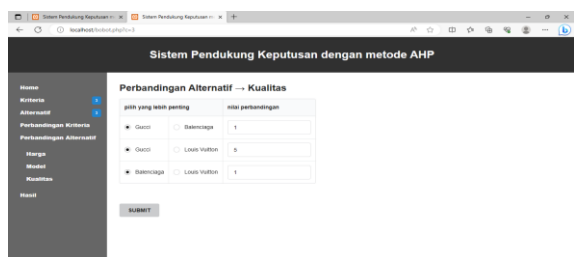 Sistem Pendukung Keputusan m
Sistem Pendukung Keputusan m
localhost/bobot.php?c=3
Sistem Pendukung Keputusan dengan metode AHP
Home
Kriteria
Alternatif
Perbandingan Kriteria
Perbandingan Alternatif
Harga
Model
Kualitas
Hasil
Perbandingan Alternatif → Kualitas
pilih yang lebih penting nilai perbandingan
Gucci Balenciaga 1
Gucci Louis Vuitton 5
Balenciaga Louis Vuitton 1
SUBMIT